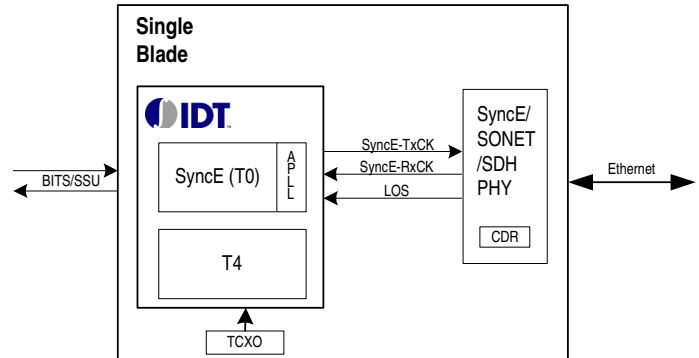 Single
Blade
IDT
SyncE (T0)
APLL
T4
TCXO
BITS/SSU
SyncE-TxCK
SyncE-RxCK
LOS
SyncE/
SONET
/SDH
PHY
CDR
Ethernet